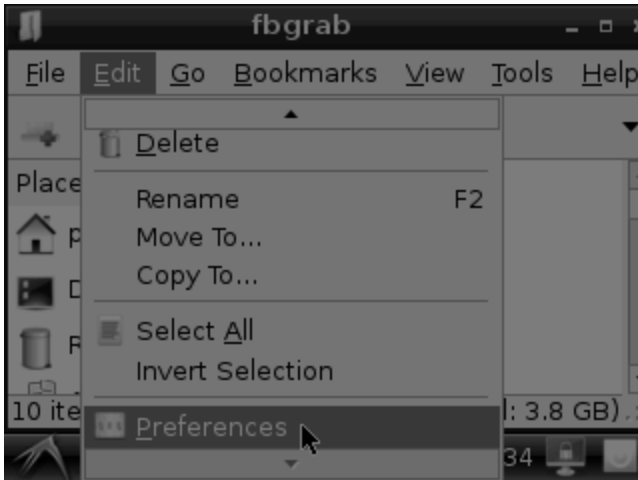 fbgrab
File Edit Go Bookmarks View Tools Help
Delete
Place
Rename F2
Move To...
Copy To...
Select All
Invert Selection
10 ite : 3.8 GB)
Preferences
34